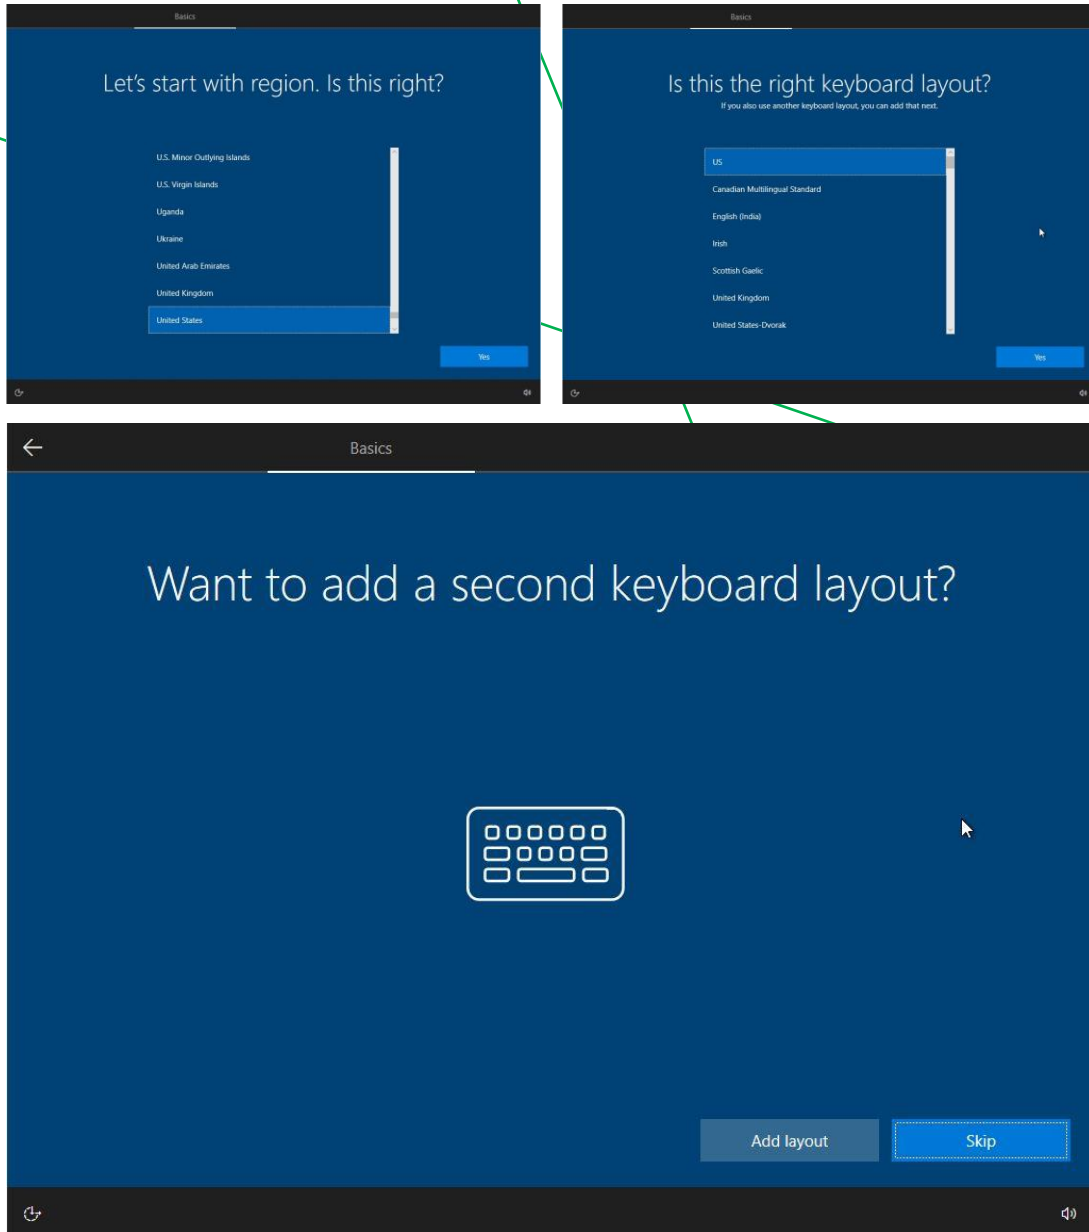 Basics
Let's start with region. Is this right?
U.S. Minor Outlying Islands
U.S. Virgin Islands
Uganda
Ukraine
United Arab Emirates
United Kingdom
United States
Yes
Basics
Is this the right keyboard layout?
If you also use another keyboard layout, you can add that next.
US
Canadian Multilingual Standard
English (India)
Irish
Scottish Gaelic
United Kingdom
United States-Dvorak
Yes
Basics
Want to add a second keyboard layout?
Add layout
Skip